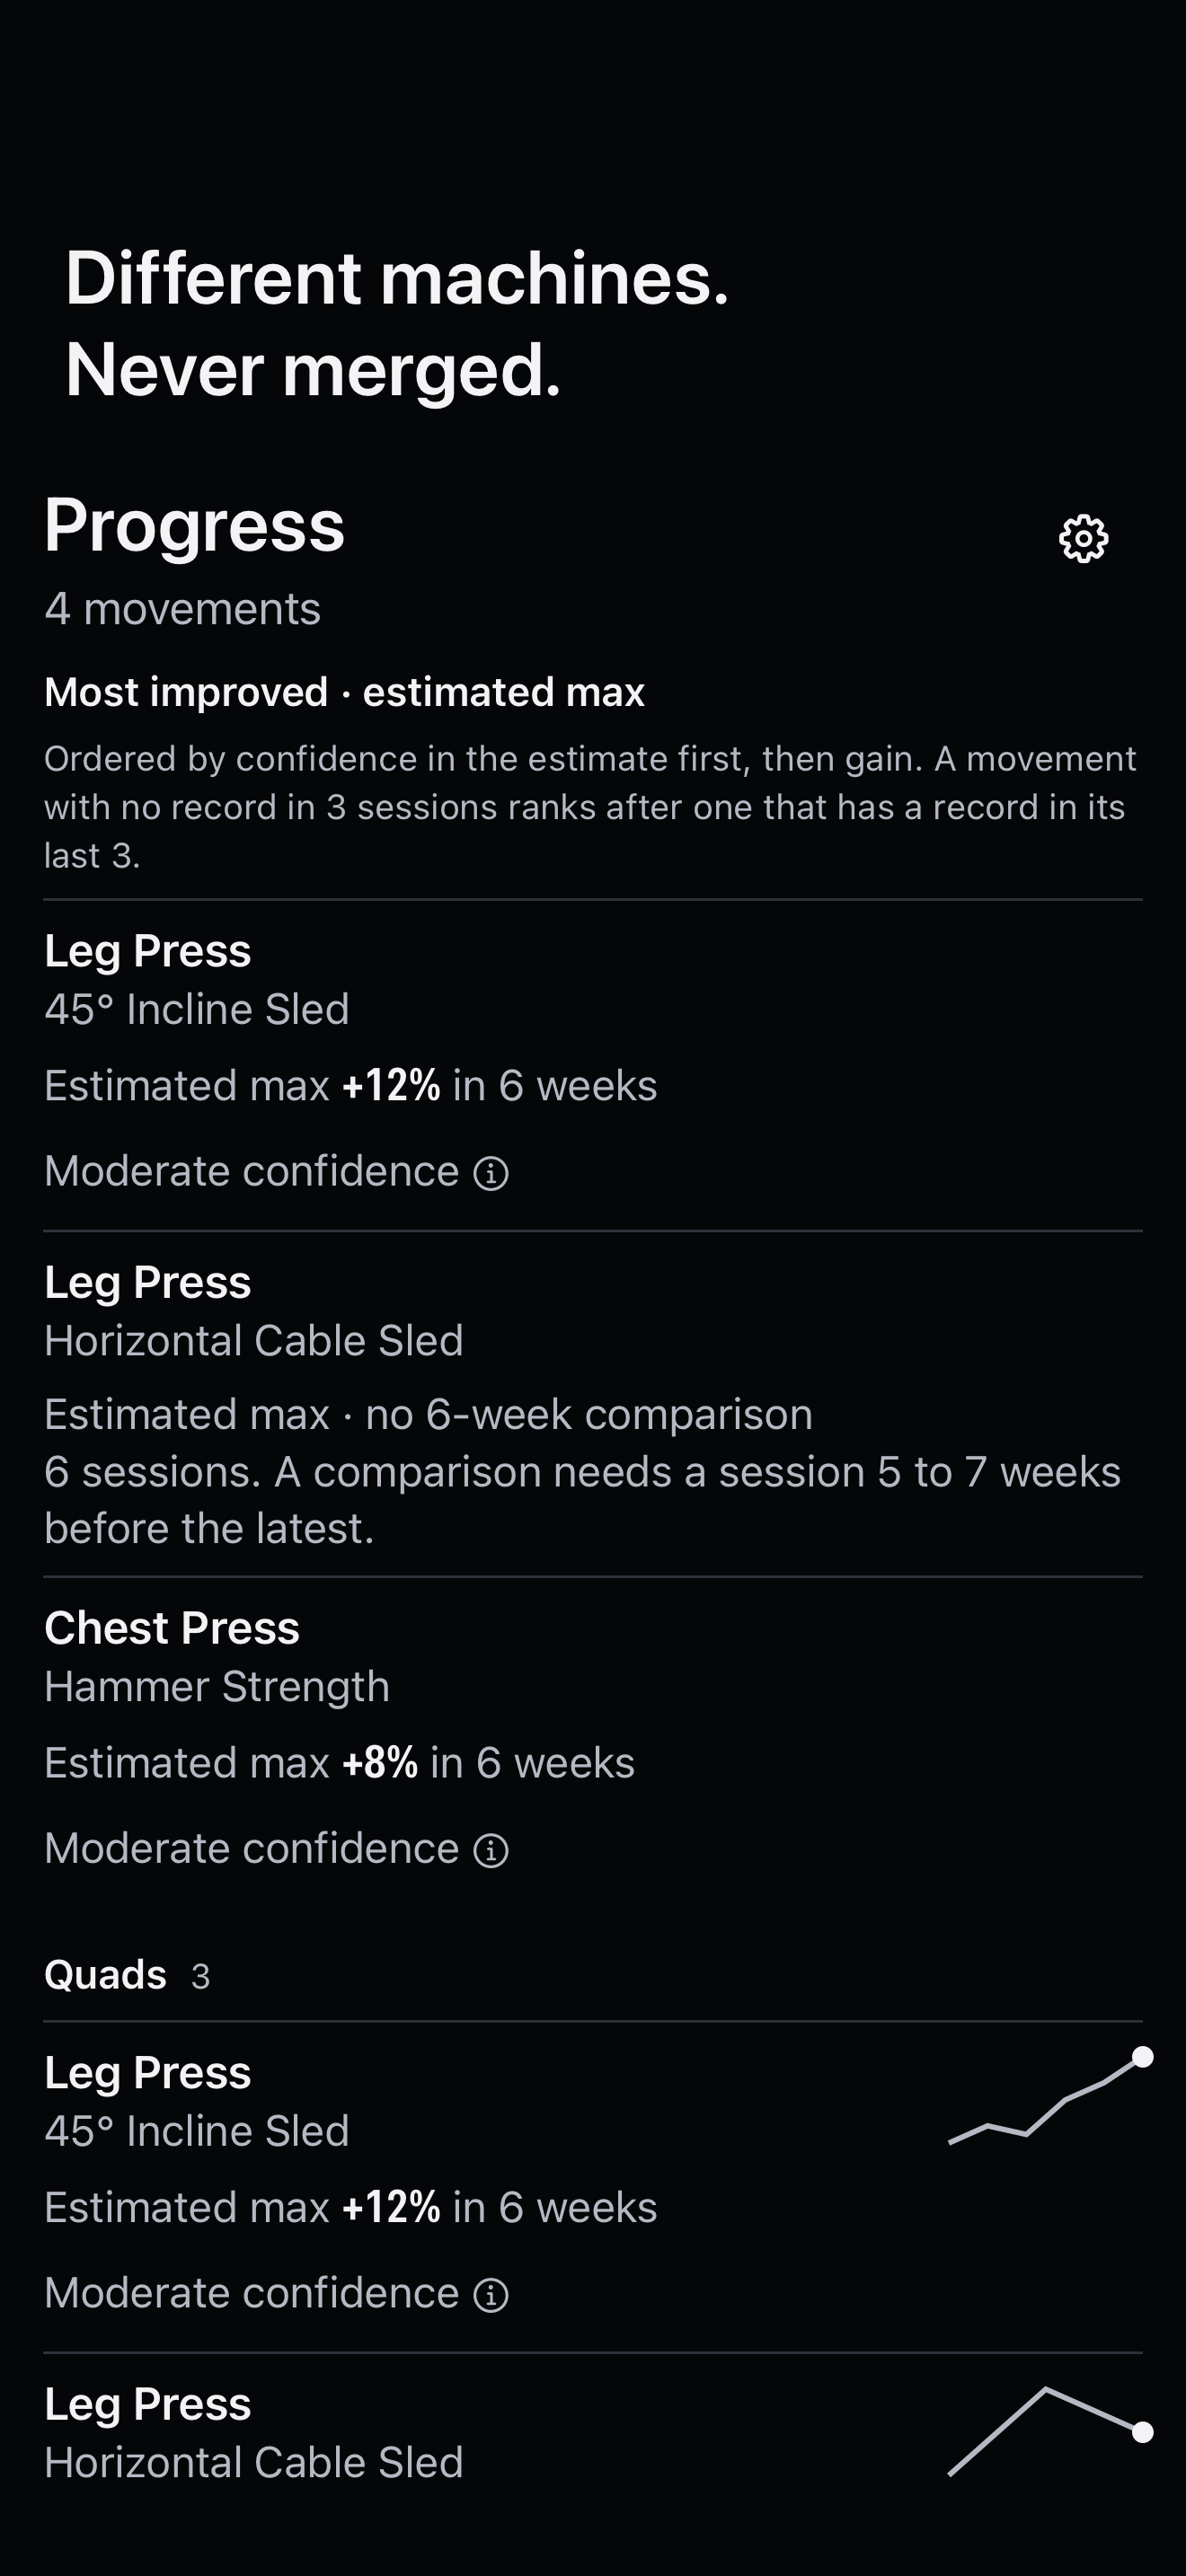 Different machines.
Never merged.
Progress
4 movements
Most improved · estimated max
Ordered by confidence in the estimate first, then gain. A movement
with no record in 3 sessions ranks after one that has a record in its
last 3.
Leg Press
45° Incline Sled
Estimated max +12% in 6 weeks
Moderate confidence
Leg Press
Horizontal Cable Sled
Estimated max · no 6-week comparison
6 sessions. A comparison needs a session 5 to 7 weeks
before the latest.
Chest Press
Hammer Strength
Estimated max +8% in 6 weeks
Moderate confidence
Quads 3
Leg Press
45° Incline Sled
Estimated max +12% in 6 weeks
Moderate confidence
Leg Press
Horizontal Cable Sled